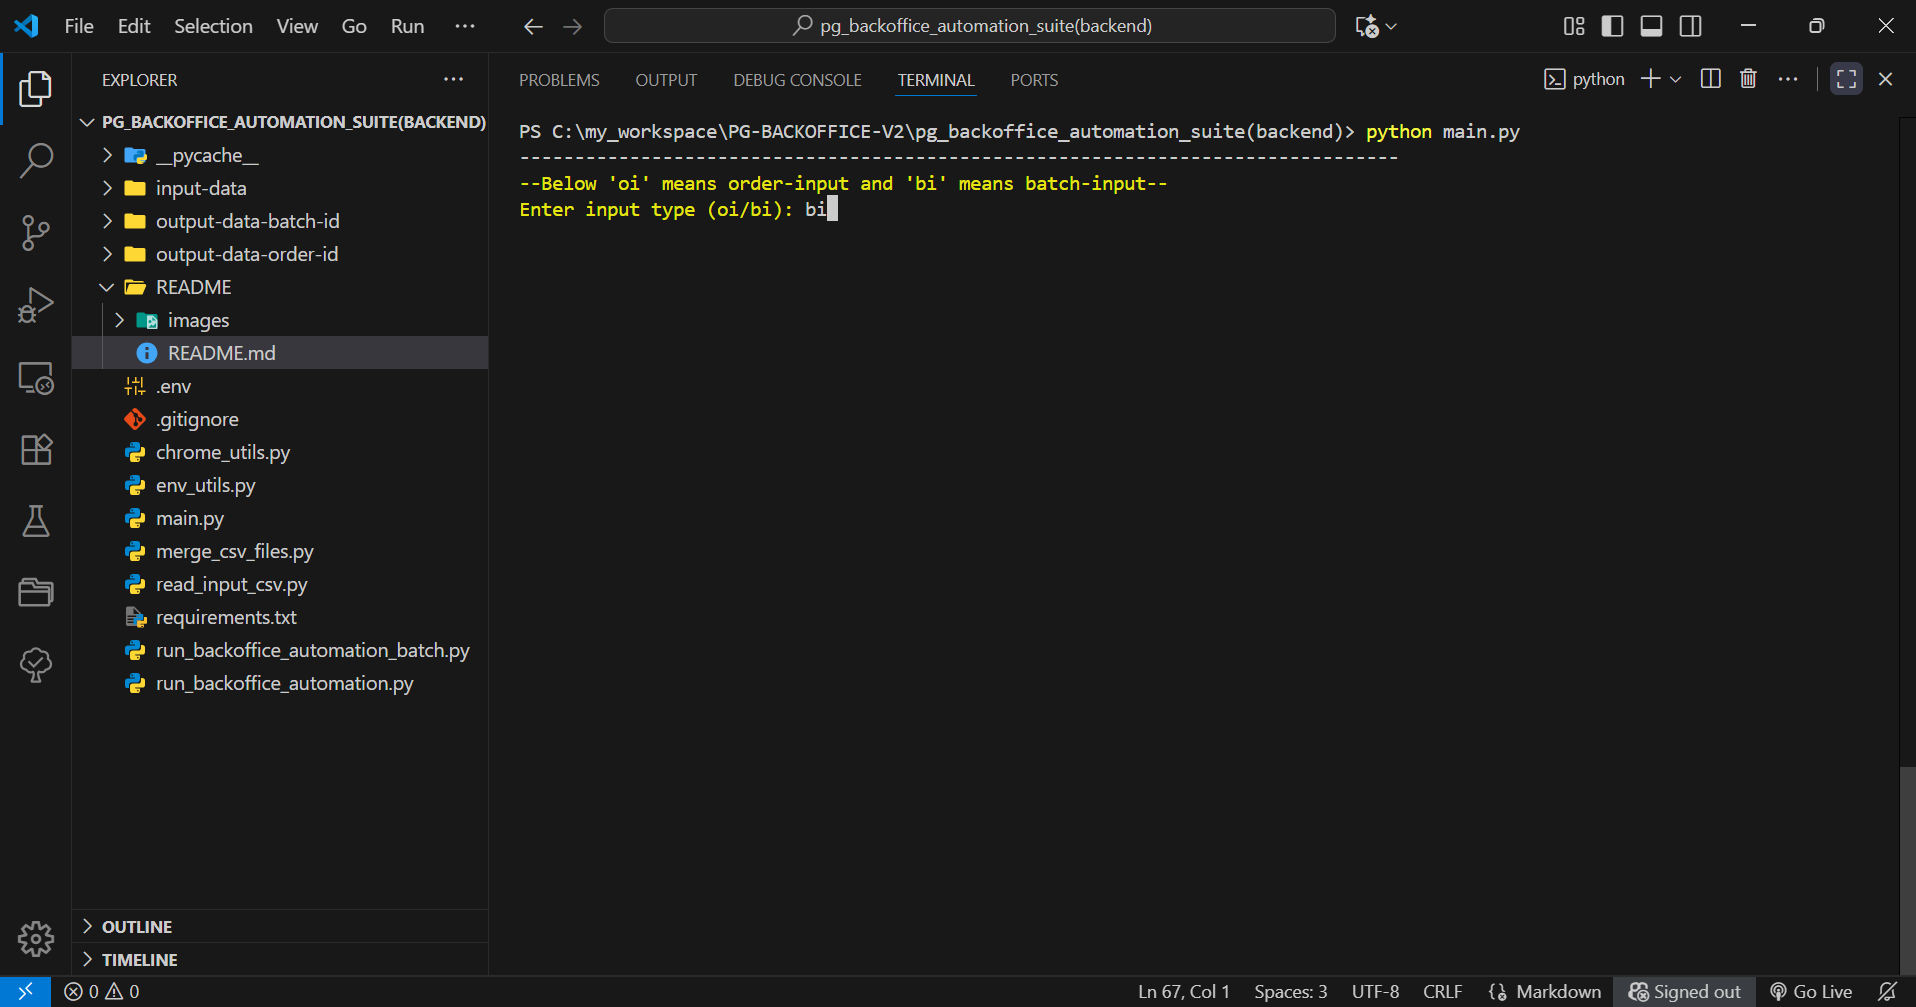 File Edit Selection View Go Run ···
pg_backoffice_automation_suite(backend)
EXPLORER ···
PG_BACKOFFICE_AUTOMATION_SUITE(BACKEND)
__pycache__
input-data
output-data-batch-id
output-data-order-id
README
images
README.md
.env
.gitignore
chrome_utils.py
env_utils.py
main.py
merge_csv_files.py
read_input_csv.py
requirements.txt
run_backoffice_automation_batch.py
run_backoffice_automation.py
OUTLINE
TIMELINE
PROBLEMS OUTPUT DEBUG CONSOLE TERMINAL PORTS
python
PS C:\my_workspace\PG-BACKOFFICE-V2\pg_backoffice_automation_suite(backend)> python main.py
--------------------------------------------------------------------------------
--Below 'oi' means order-input and 'bi' means batch-input--
Enter input type (oi/bi): bi
0 0
Ln 67, Col 1 Spaces: 3 UTF-8 CRLF Markdown Signed out Go Live